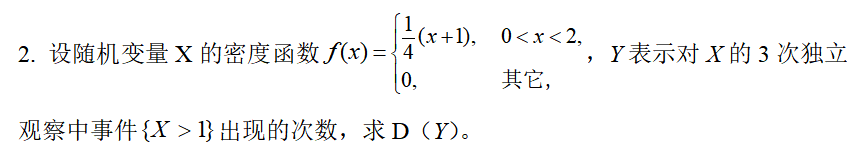 2. 设随机变量 X 的密度函数 f(x) = { 1/4 (x+1), 0 < x < 2, 0, 其它, , Y 表示对 X 的 3 次独立
观察中事件{X > 1}出现的次数，求 D（Y）。